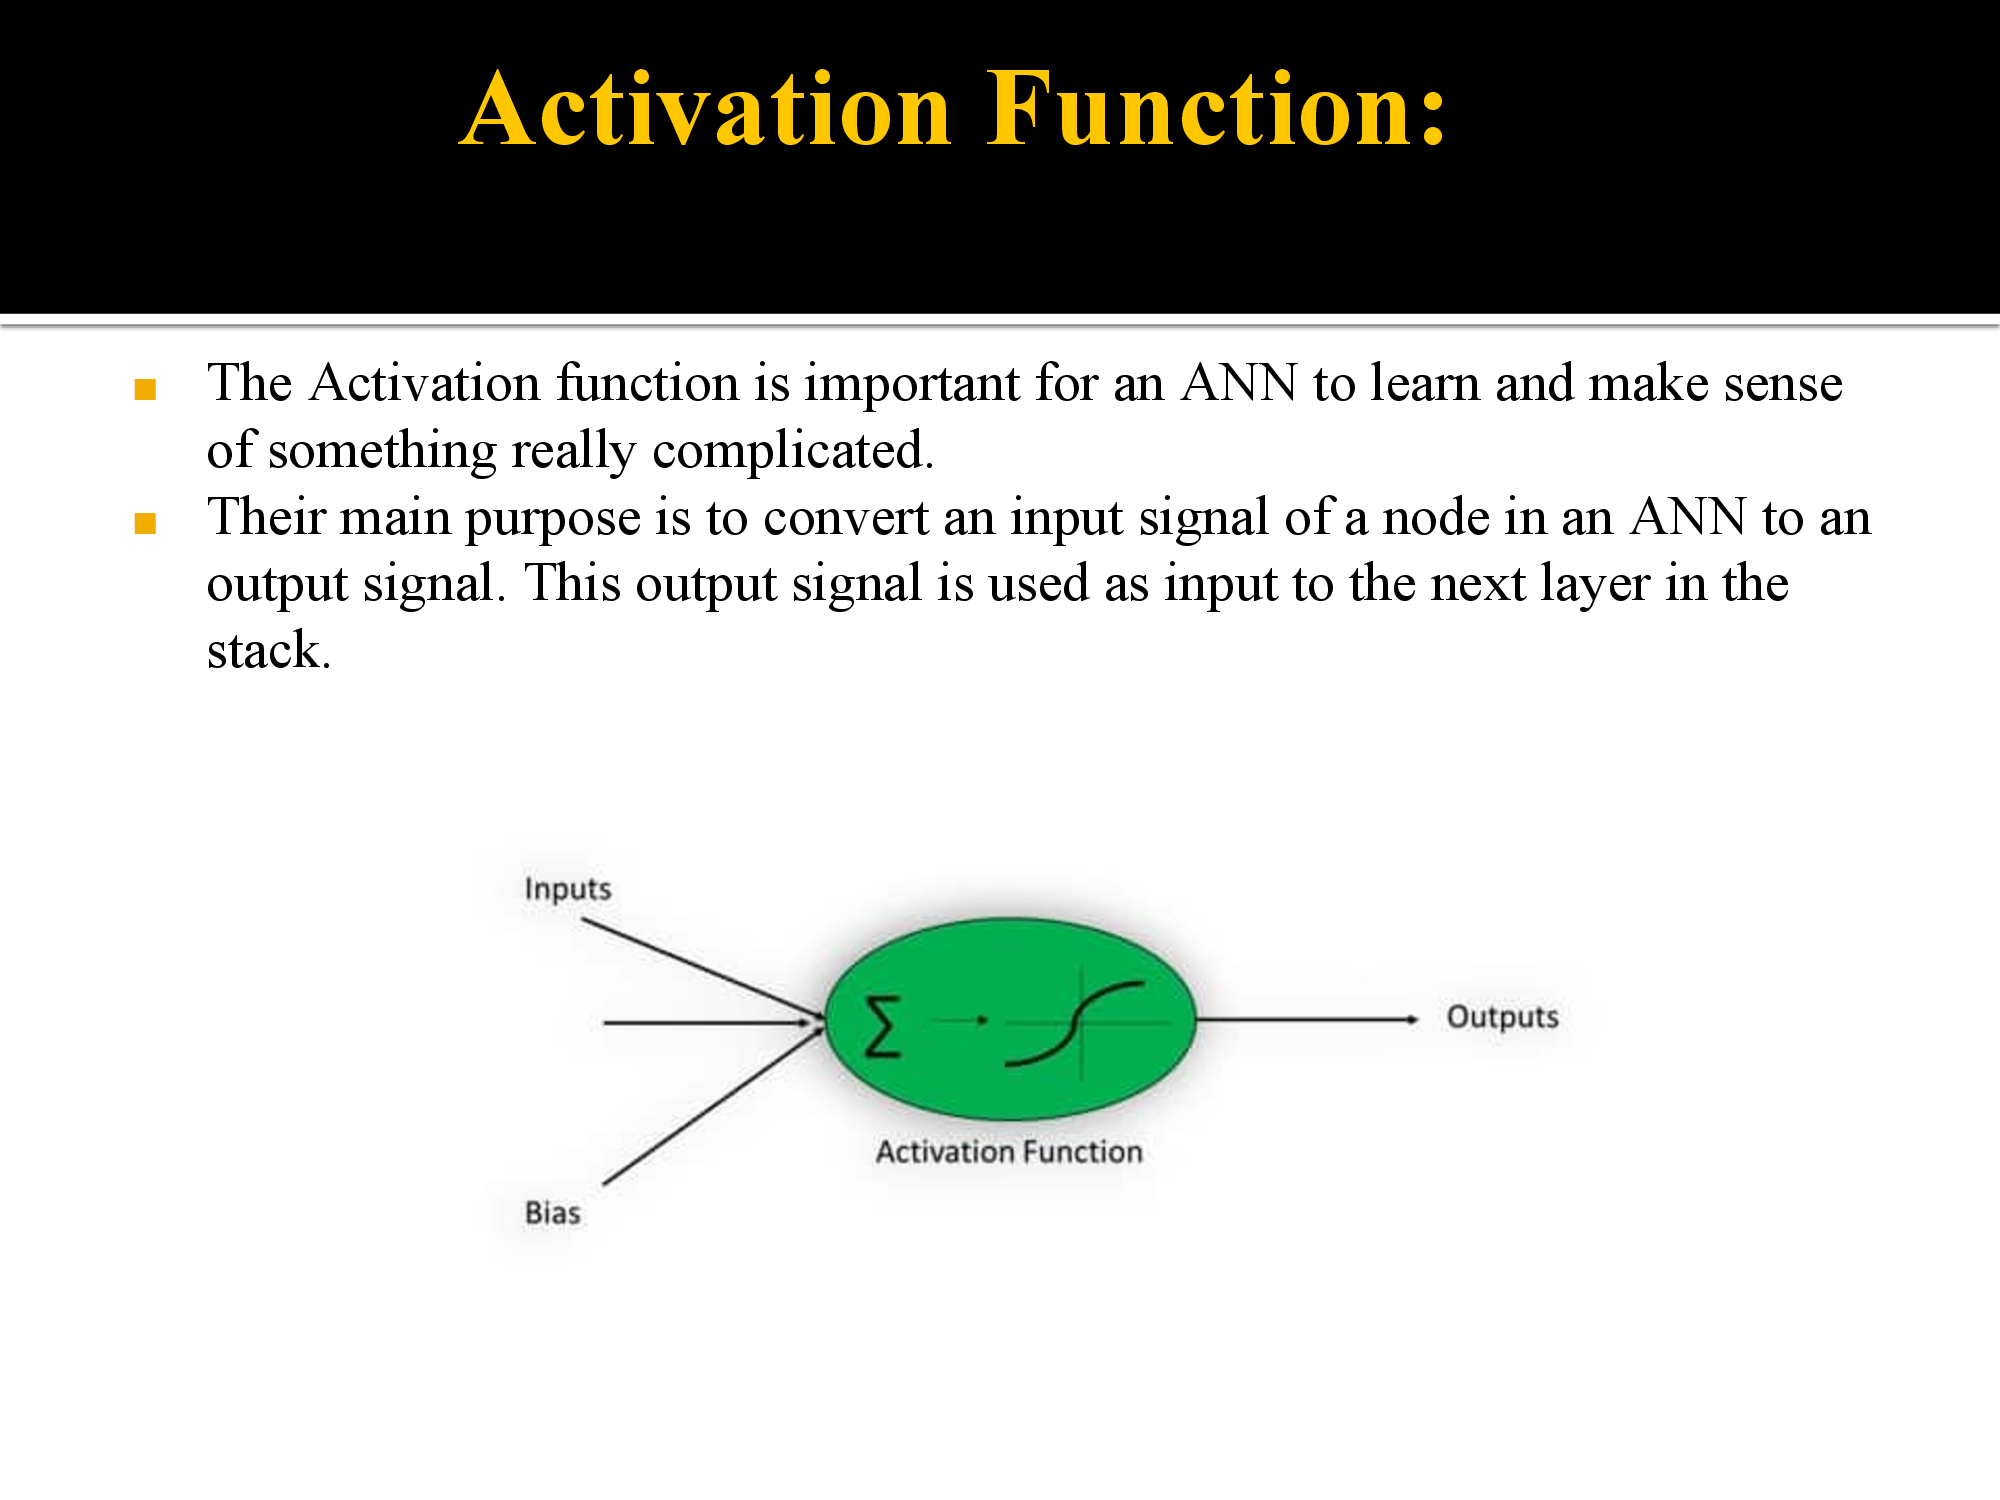 Activation Function:
The Activation function is important for an ANN to learn and make sense
of something really complicated.
Their main purpose is to convert an input signal of a node in an ANN to an
output signal. This output signal is used as input to the next layer in the
stack.
Inputs
Σ
Outputs
Activation Function
Bias